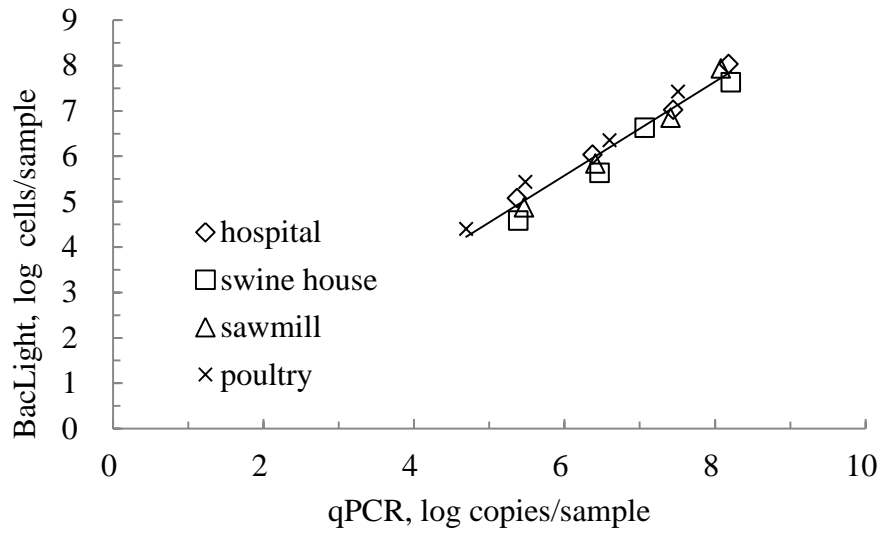 9
8
7
6
5
4
3
2
1
0
BacLight, log cells/sample
hospital
swine house
sawmill
poultry
0 2 4 6 8 10
qPCR, log copies/sample